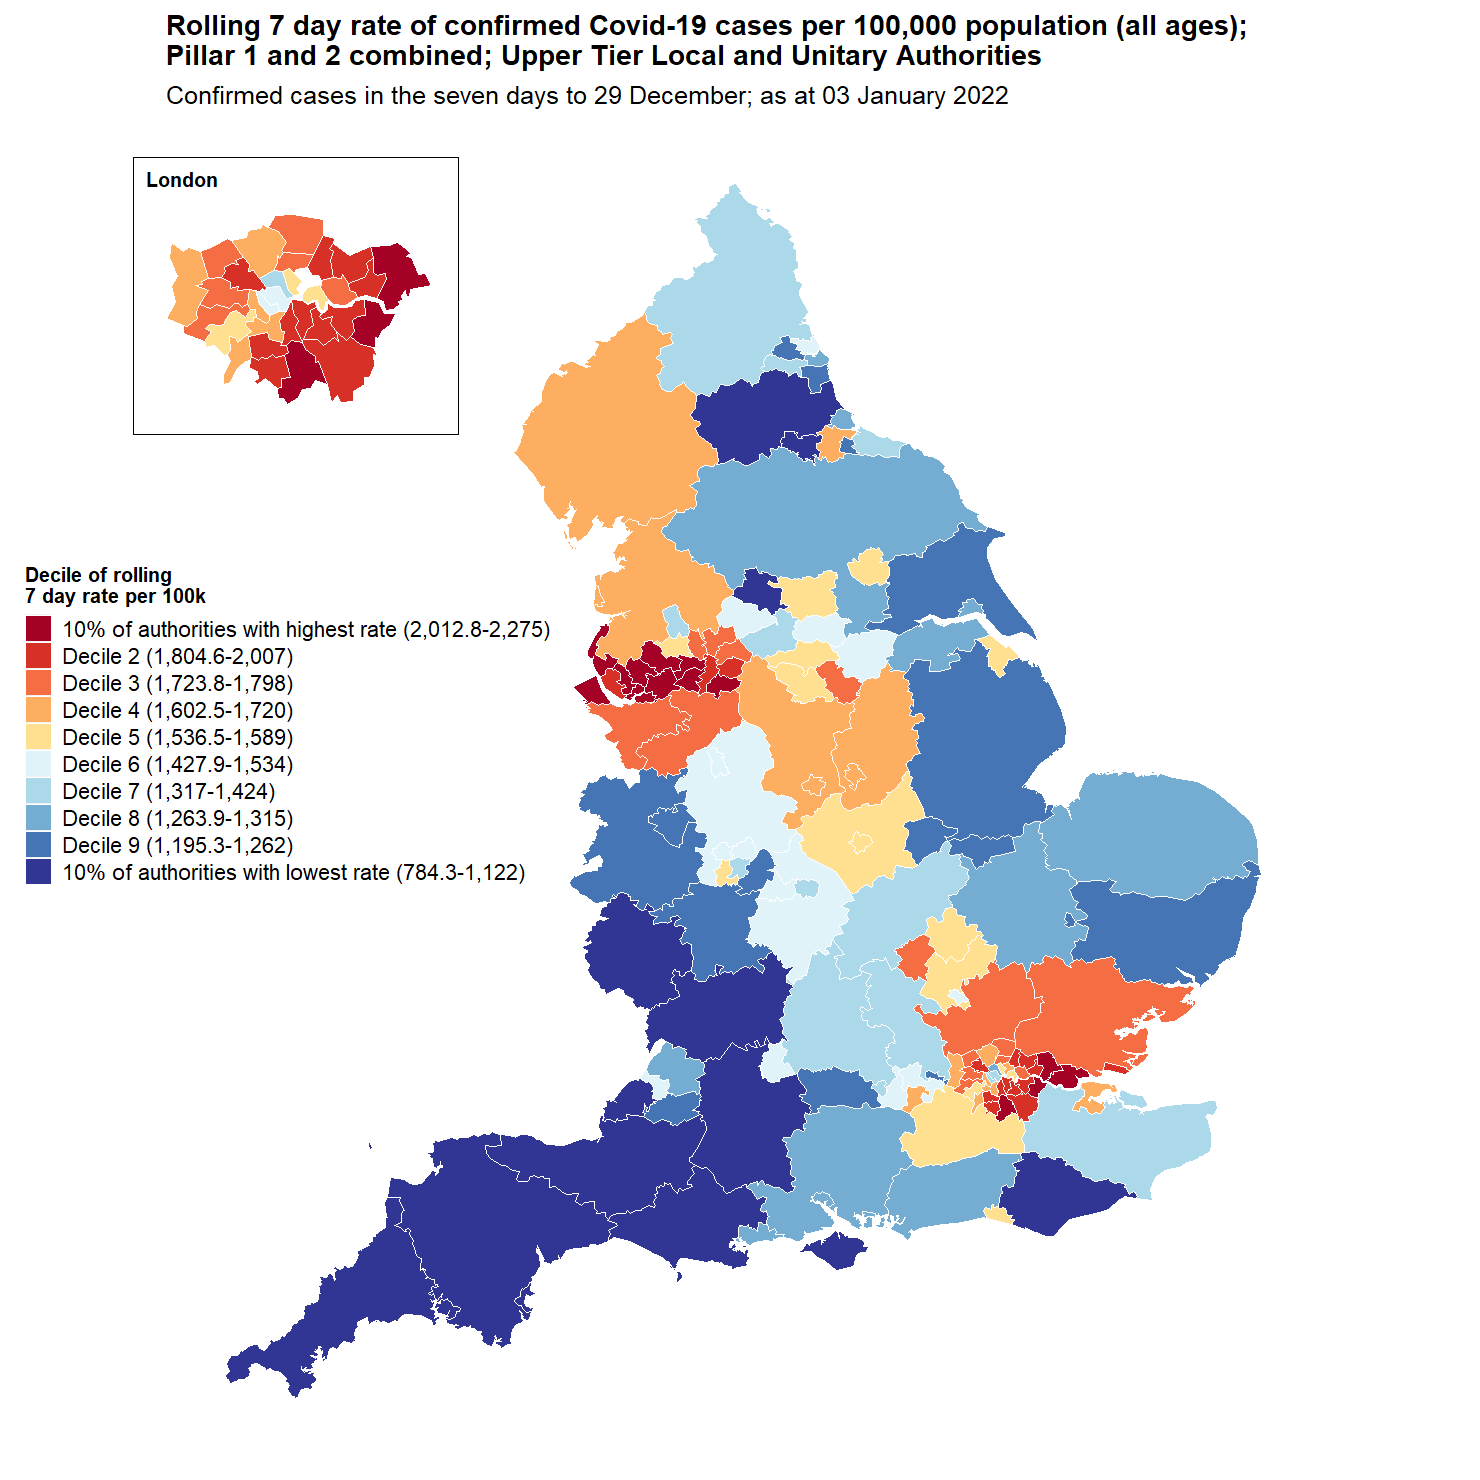 Rolling 7 day rate of confirmed Covid-19 cases per 100,000 population (all ages);
Pillar 1 and 2 combined; Upper Tier Local and Unitary Authorities
Confirmed cases in the seven days to 29 December; as at 03 January 2022
London
Decile of rolling
7 day rate per 100k
10% of authorities with highest rate (2,012.8-2,275)
Decile 2 (1,804.6-2,007)
Decile 3 (1,723.8-1,798)
Decile 4 (1,602.5-1,720)
Decile 5 (1,536.5-1,589)
Decile 6 (1,427.9-1,534)
Decile 7 (1,317-1,424)
Decile 8 (1,263.9-1,315)
Decile 9 (1,195.3-1,262)
10% of authorities with lowest rate (784.3-1,122)